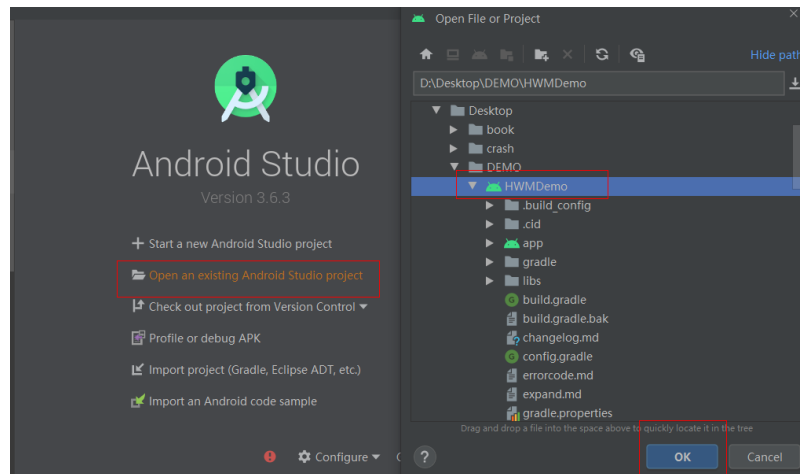 Android Studio
Version 3.6.3
Start a new Android Studio project
Open an existing Android Studio project
Check out project from Version Control
Profile or debug APK
Import project (Gradle, Eclipse ADT, etc.)
Import an Android code sample
Configure
Open File or Project
Hide path
D:\Desktop\DEMO\HWMDemo
Desktop
book
crash
DEMO
HWMDemo
.build_config
.cid
app
gradle
libs
build.gradle
build.gradle.bak
changelog.md
config.gradle
errorcode.md
expand.md
gradle.properties
Drag and drop a file into the space above to quickly locate it in the tree
? OK Cancel